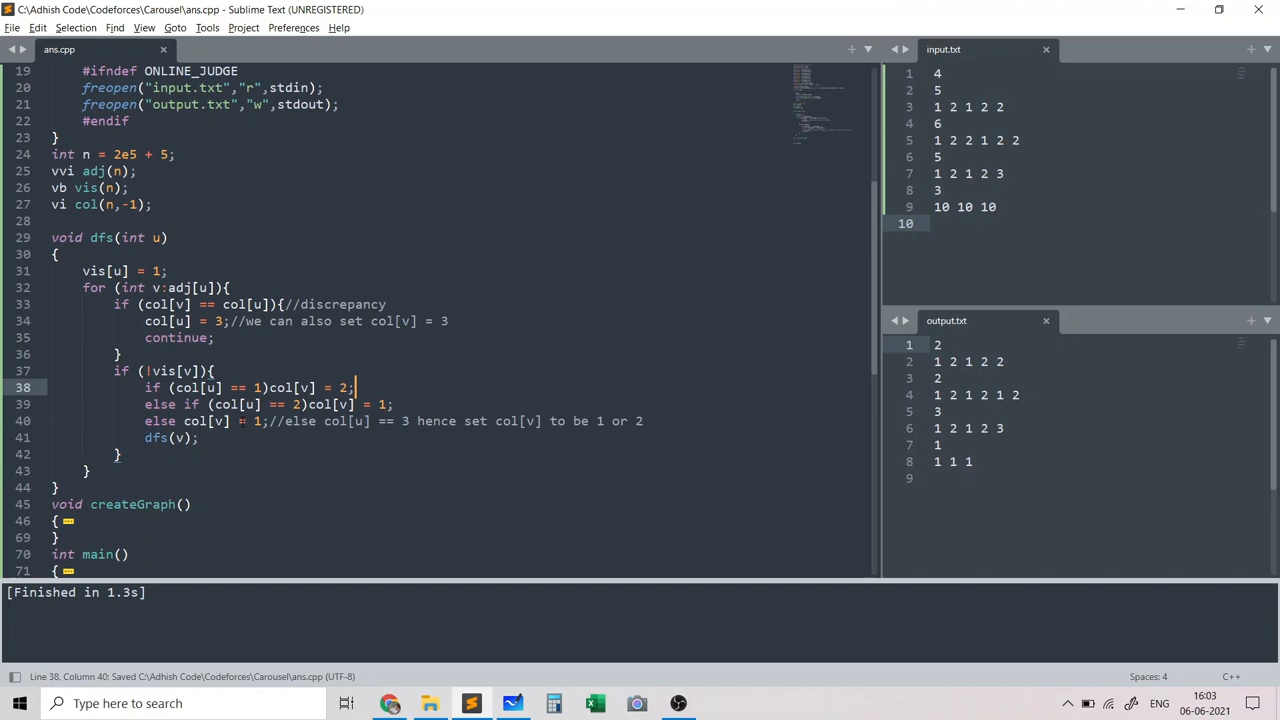 C:\Adhish Code\Codeforces\Carousel\ans.cpp - Sublime Text (UNREGISTERED)
File Edit Selection Find View Goto Tools Project Preferences Help
ans.cpp
19 #ifndef ONLINE_JUDGE
20 freopen("input.txt","r",stdin);
21 freopen("output.txt","w",stdout);
22 #endif
23 }
24 int n = 2e5 + 5;
25 vvi adj(n);
26 vb vis(n);
27 vi col(n,-1);
28
29 void dfs(int u)
30 {
31 vis[u] = 1;
32 for (int v:adj[u]){
33 if (col[v] == col[u]){//discrepancy
34 col[u] = 3;//we can also set col[v] = 3
35 continue;
36 }
37 if (!vis[v]){
38 if (col[u] == 1)col[v] = 2;
39 else if (col[u] == 2)col[v] = 1;
40 else col[v] = 1;//else col[u] == 3 hence set col[v] to be 1 or 2
41 dfs(v);
42 }
43 }
44 }
45 void createGraph()
46 {
69 }
70 int main()
71 {
input.txt
1 4
2 5
3 1 2 1 2 2
4 6
5 1 2 2 1 2 2
6 5
7 1 2 1 2 3
8 3
9 10 10 10
10
output.txt
1 2
2 1 2 1 2 2
3 2
4 1 2 1 2 1 2
5 3
6 1 2 1 2 3
7 1
8 1 1 1
9
[Finished in 1.3s]
Line 38, Column 40; Saved C:\Adhish Code\Codeforces\Carousel\ans.cpp (UTF-8)
Spaces: 4
C++
Type here to search
ENG
16:03
06-06-2021